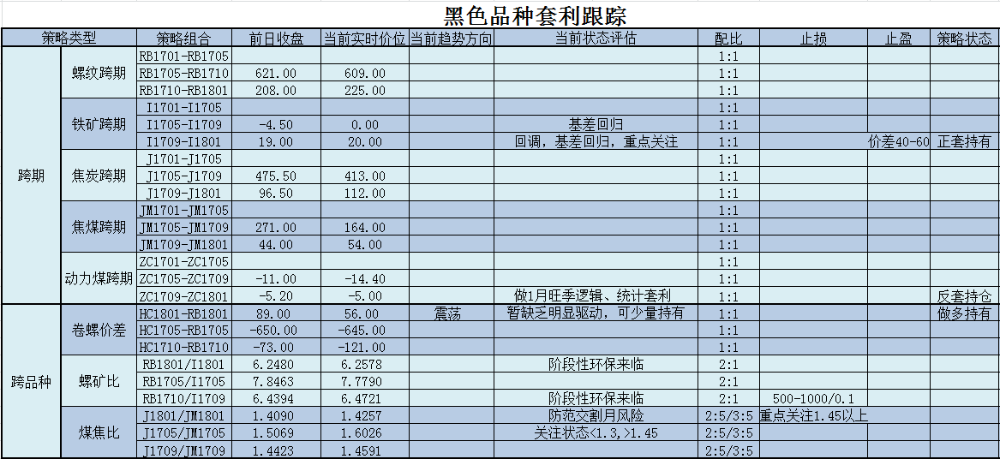 黑色品种套利跟踪
策略类型 策略组合 前日收盘 当前实时价位 当前趋势方向 当前状态评估 配比 止损 止盈 策略状态
跨期 螺纹跨期 RB1701-RB1705 1:1
RB1705-RB1710 621.00 609.00 1:1
RB1710-RB1801 208.00 225.00 1:1
铁矿跨期 I1701-I1705 1:1
I1705-I1709 -4.50 0.00 基差回归 1:1
I1709-I1801 19.00 20.00 回调，基差回归，重点关注 1:1 价差40-60 正套持有
焦炭跨期 J1701-J1705 1:1
J1705-J1709 475.50 413.00 1:1
J1709-J1801 96.50 112.00 1:1
焦煤跨期 JM1701-JM1705 1:1
JM1705-JM1709 271.00 164.00 1:1
JM1709-JM1801 44.00 54.00 1:1
动力煤跨期 ZC1701-ZC1705 1:1
ZC1705-ZC1709 -11.00 -14.40 1:1
ZC1709-ZC1801 -5.20 -5.00 做1月旺季逻辑、统计套利 1:1 反套持仓
跨品种 卷螺价差 HC1801-RB1801 89.00 56.00 震荡 暂缺乏明显驱动，可少量持有 1:1 做多持有
HC1705-RB1705 -650.00 -645.00 1:1
HC1710-RB1710 -73.00 -121.00 1:1
螺矿比 RB1801/I1801 6.2480 6.2578 阶段性环保来临 2:1
RB1705/I1705 7.8463 7.7790 2:1
RB1710/I1709 6.4394 6.4721 阶段性环保来临 2:1 500-1000/0.1
煤焦比 J1801/JM1801 1.4090 1.4257 防范交割月风险 2:5/3:5 重点关注1.45以上
J1705/JM1705 1.5069 1.6026 关注状态<1.3,>1.45 2:5/3:5
J1709/JM1709 1.4423 1.4591 2:5/3:5